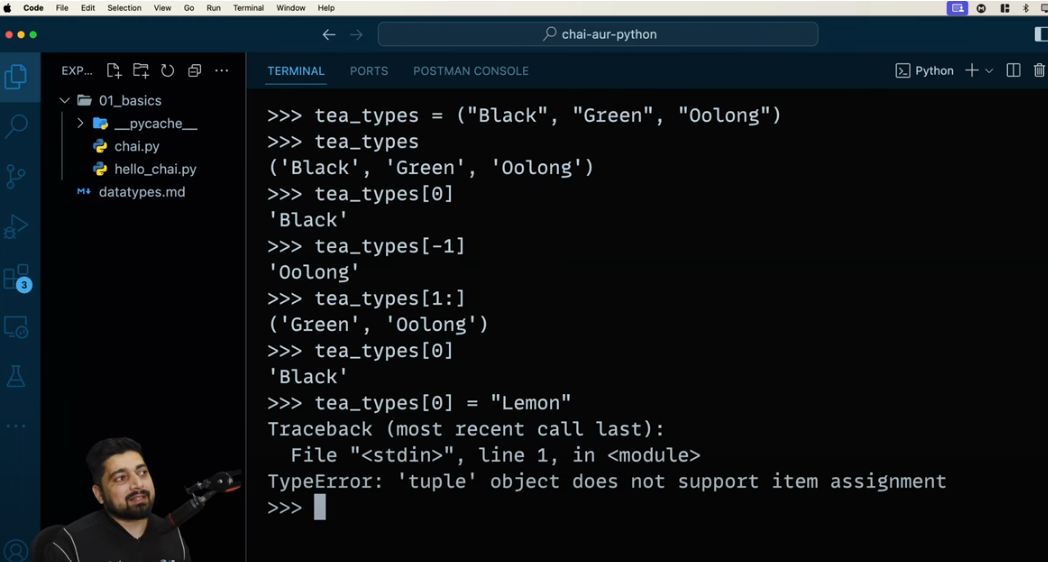 Code File Edit Selection View Go Run Terminal Window Help
chai-aur-python
EXP...
TERMINAL PORTS POSTMAN CONSOLE
Python
01_basics
__pycache__
chai.py
hello_chai.py
datatypes.md
3
>>> tea_types = ("Black", "Green", "Oolong")
>>> tea_types
('Black', 'Green', 'Oolong')
>>> tea_types[0]
'Black'
>>> tea_types[-1]
'Oolong'
>>> tea_types[1:]
('Green', 'Oolong')
>>> tea_types[0]
'Black'
>>> tea_types[0] = "Lemon"
Traceback (most recent call last):
File "<stdin>", line 1, in <module>
TypeError: 'tuple' object does not support item assignment
>>>